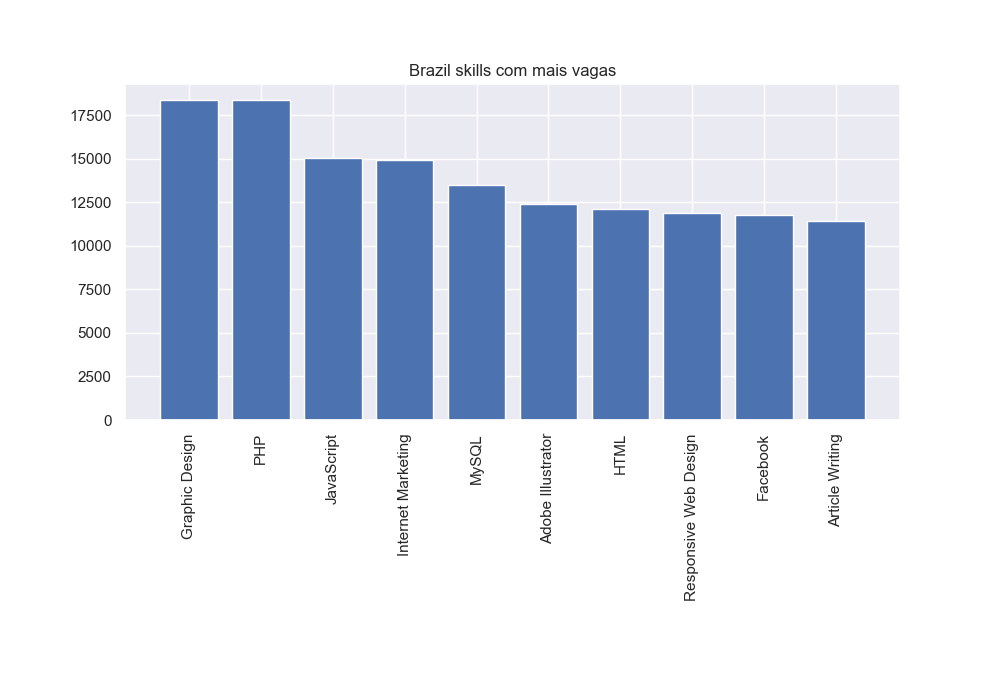 Brazil skills com mais vagas
17500
15000
12500
10000
7500
5000
2500
0
Graphic Design
PHP
JavaScript
Internet Marketing
MySQL
Adobe Illustrator
HTML
Responsive Web Design
Facebook
Article Writing